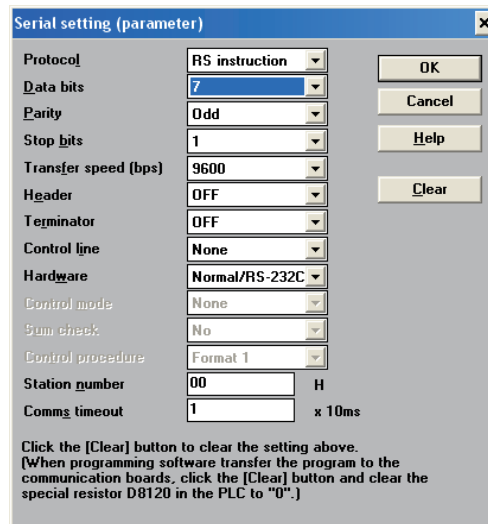 Serial setting (parameter)
Protocol RS instruction
OK
Data bits 7
Cancel
Parity Odd
Stop bits 1
Help
Transfer speed (bps) 9600
Header OFF
Clear
Terminator OFF
Control line None
Hardware Normal/RS-232C
Control mode None
Sum check No
Control procedure Format 1
Station number 00 H
Comms timeout 1 x 10ms
Click the [Clear] button to clear the setting above.
(When programming software transfer the program to the
communication boards, click the [Clear] button and clear the
special resistor D8120 in the PLC to "0".)